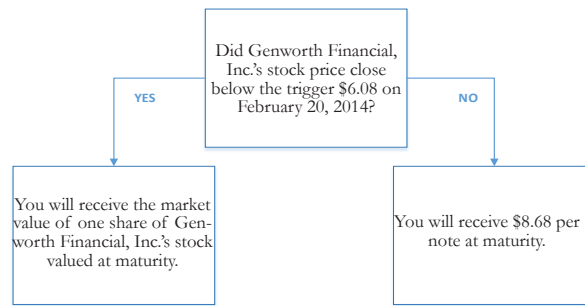 Did Genworth Financial,
Inc.'s stock price close
below the trigger $6.08 on
February 20, 2014?
YES
NO
You will receive the market
value of one share of Gen-
worth Financial, Inc.'s stock
valued at maturity.
You will receive $8.68 per
note at maturity.